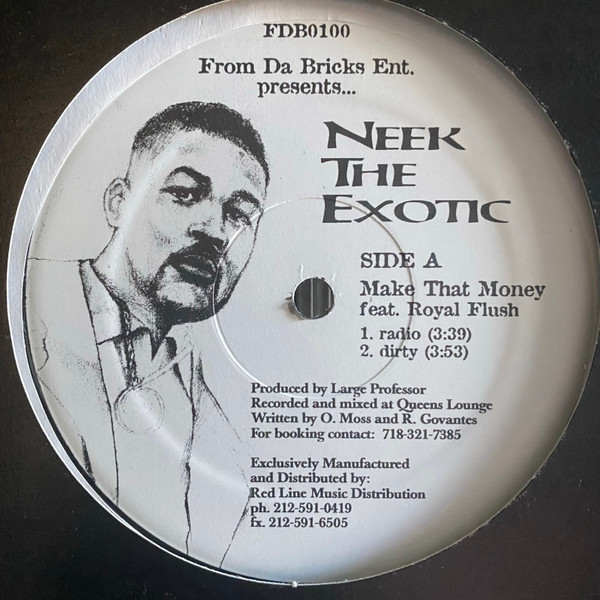 FDB0100
From Da Bricks Ent.
presents...
NEEK
THE
EXOTIC
SIDE A
Make That Money
feat. Royal Flush
1. radio (3:39)
2. dirty (3:53)
Produced by Large Professor
Recorded and mixed at Queens Lounge
Written by O. Moss and R. Govantes
For booking contact: 718-321-7385
Exclusively Manufactured
and Distributed by:
Red Line Music Distribution
ph. 212-591-0419
fx. 212-591-6505